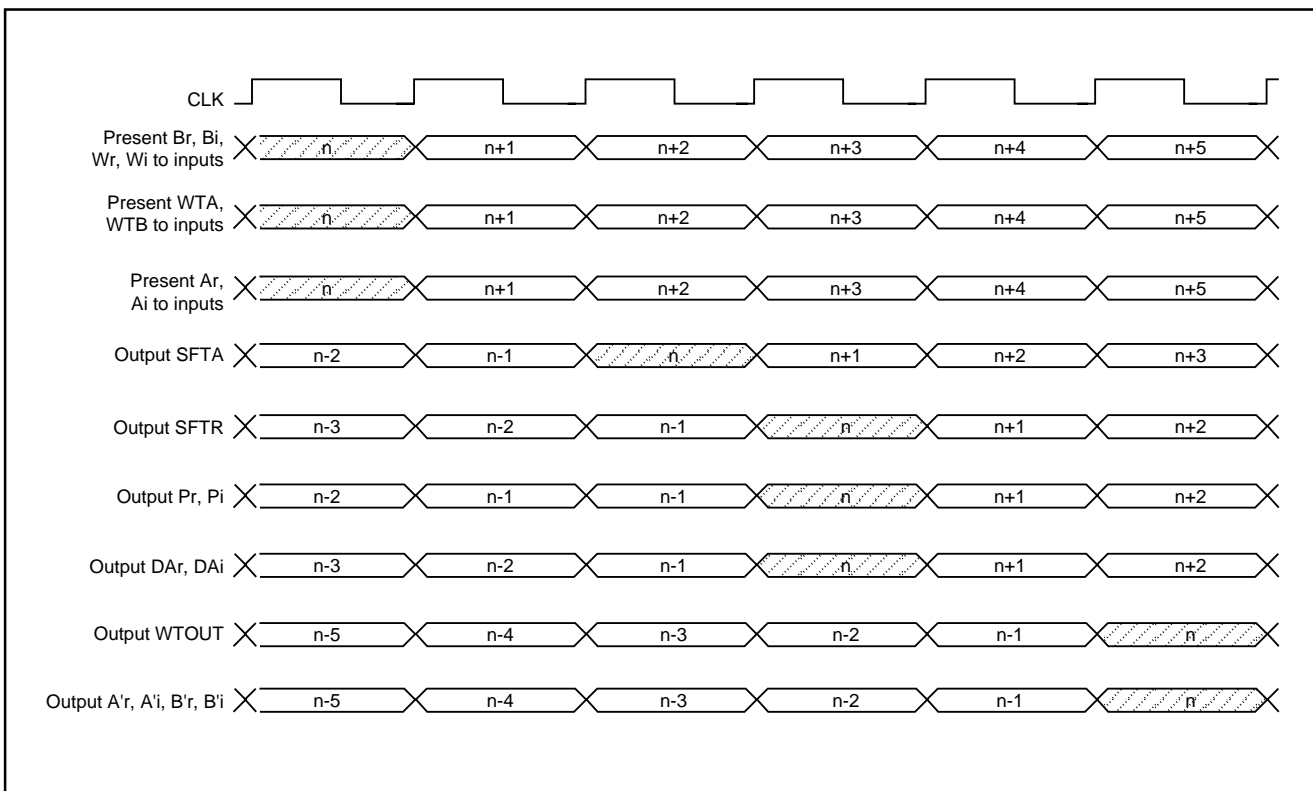 CLK
Present Br, Bi,
Wr, Wi to inputs
n n+1 n+2 n+3 n+4 n+5
Present WTA,
WTB to inputs
n n+1 n+2 n+3 n+4 n+5
Present Ar,
Ai to inputs
n n+1 n+2 n+3 n+4 n+5
Output SFTA n-2 n-1 n n+1 n+2 n+3
Output SFTR n-3 n-2 n-1 n n+1 n+2
Output Pr, Pi n-2 n-1 n-1 n n+1 n+2
Output DAr, DAi n-3 n-2 n-1 n n+1 n+2
Output WTOUT n-5 n-4 n-3 n-2 n-1 n
Output A'r, A'i, B'r, B'i n-5 n-4 n-3 n-2 n-1 n